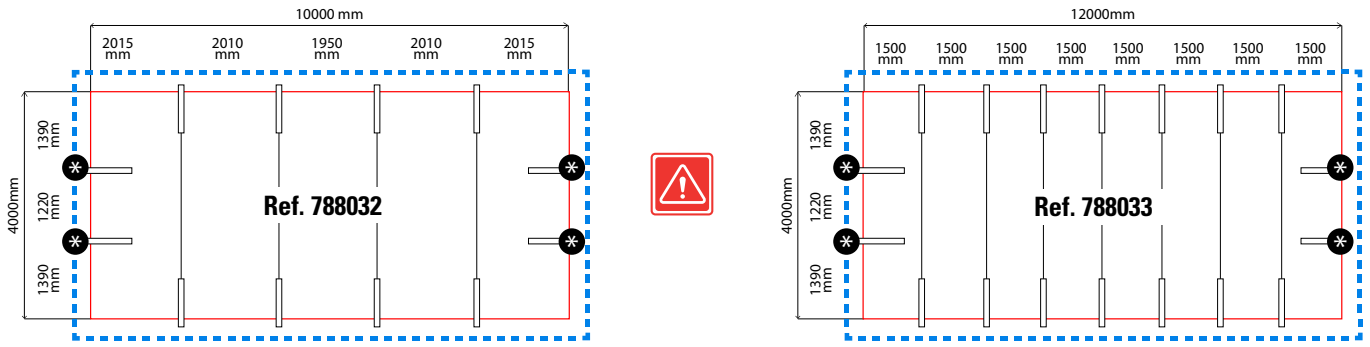 10000 mm
2015 mm
2010 mm
1950 mm
2010 mm
2015 mm
4000mm
1390 mm
1220 mm
1390 mm
*
*
*
*
Ref. 788032
!
12000mm
1500 mm
1500 mm
1500 mm
1500 mm
1500 mm
1500 mm
1500 mm
1500 mm
4000mm
1390 mm
1220 mm
1390 mm
*
*
*
*
Ref. 788033